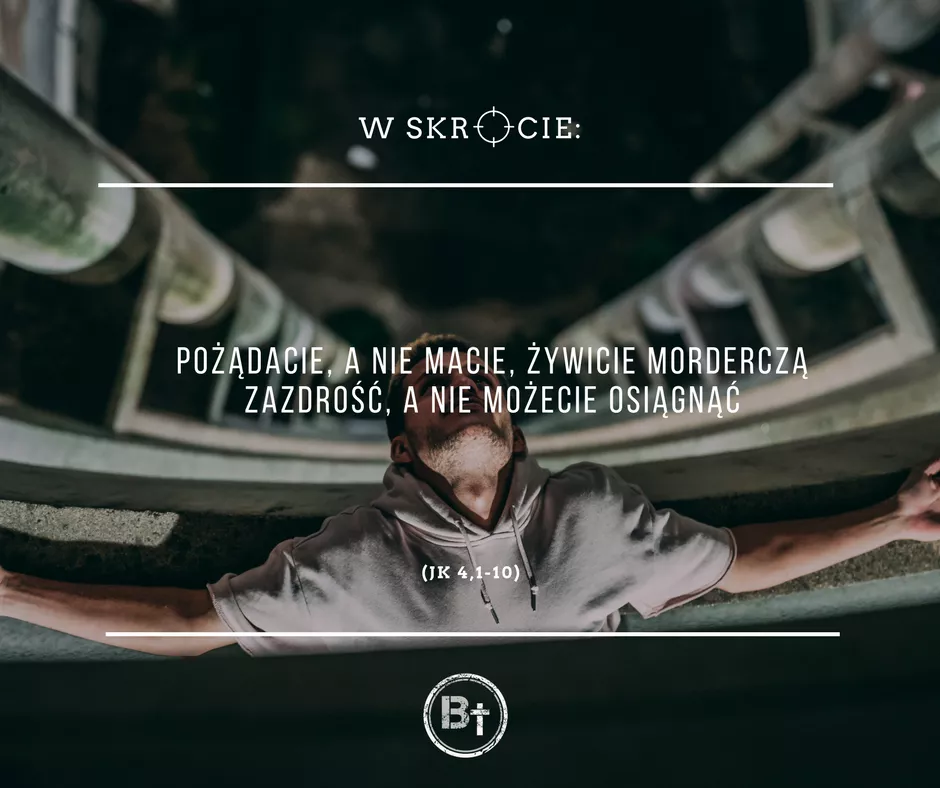 W SKRÓCIE:
POŻĄDACIE, A NIE MACIE, ŻYWICIE MORDERCZĄ
ZAZDROŚĆ, A NIE MOŻECIE OSIĄGNĄĆ
(JK 4,1-10)
B†